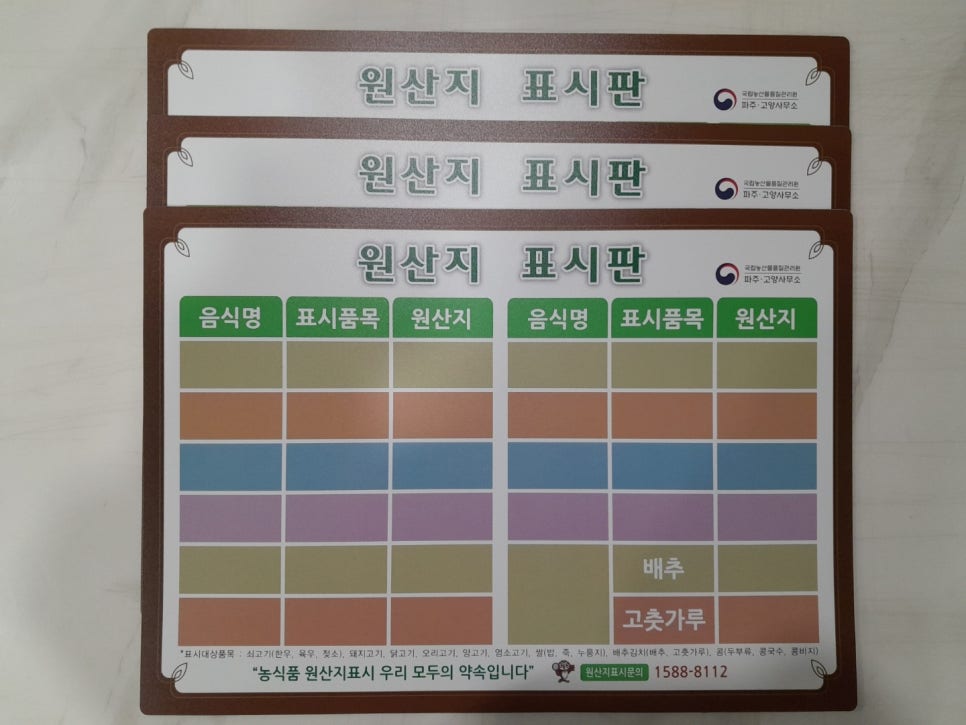 원산지 표시판
국립농산물품질관리원
파주·고양사무소
원산지 표시판
국립농산물품질관리원
파주·고양사무소
원산지 표시판
국립농산물품질관리원
파주·고양사무소
음식명 표시품목 원산지 음식명 표시품목 원산지
배추
고춧가루
*표시대상품목 : 쇠고기(한우, 육우, 젖소), 돼지고기, 닭고기, 오리고기, 양고기, 염소고기, 쌀(밥, 죽, 누룽지), 배추김치(배추, 고춧가루), 콩(두부류, 콩국수, 콩비지)
"농식품 원산지표시 우리 모두의 약속입니다" 원산지표시문의 1588-8112